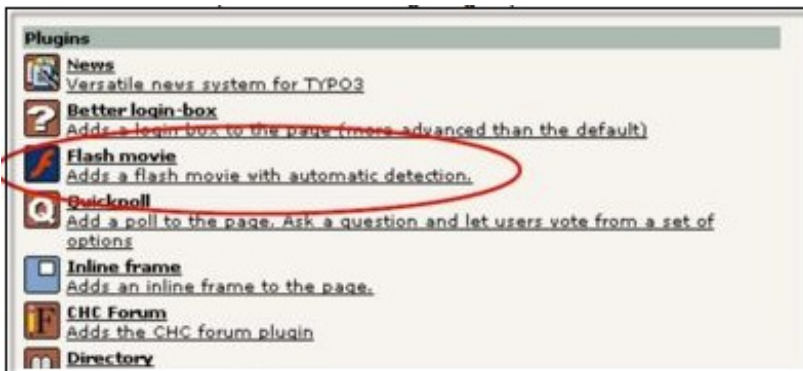 Plugins
News
Versatile news system for TYPO3
Better login-box
Adds a login box to the page (more advanced than the default)
Flash movie
Adds a flash movie with automatic detection.
Quickpoll
Add a poll to the page. Ask a question and let users vote from a set of
options
Inline frame
Adds an inline frame to the page.
CHC Forum
Adds the CHC forum plugin
Directory